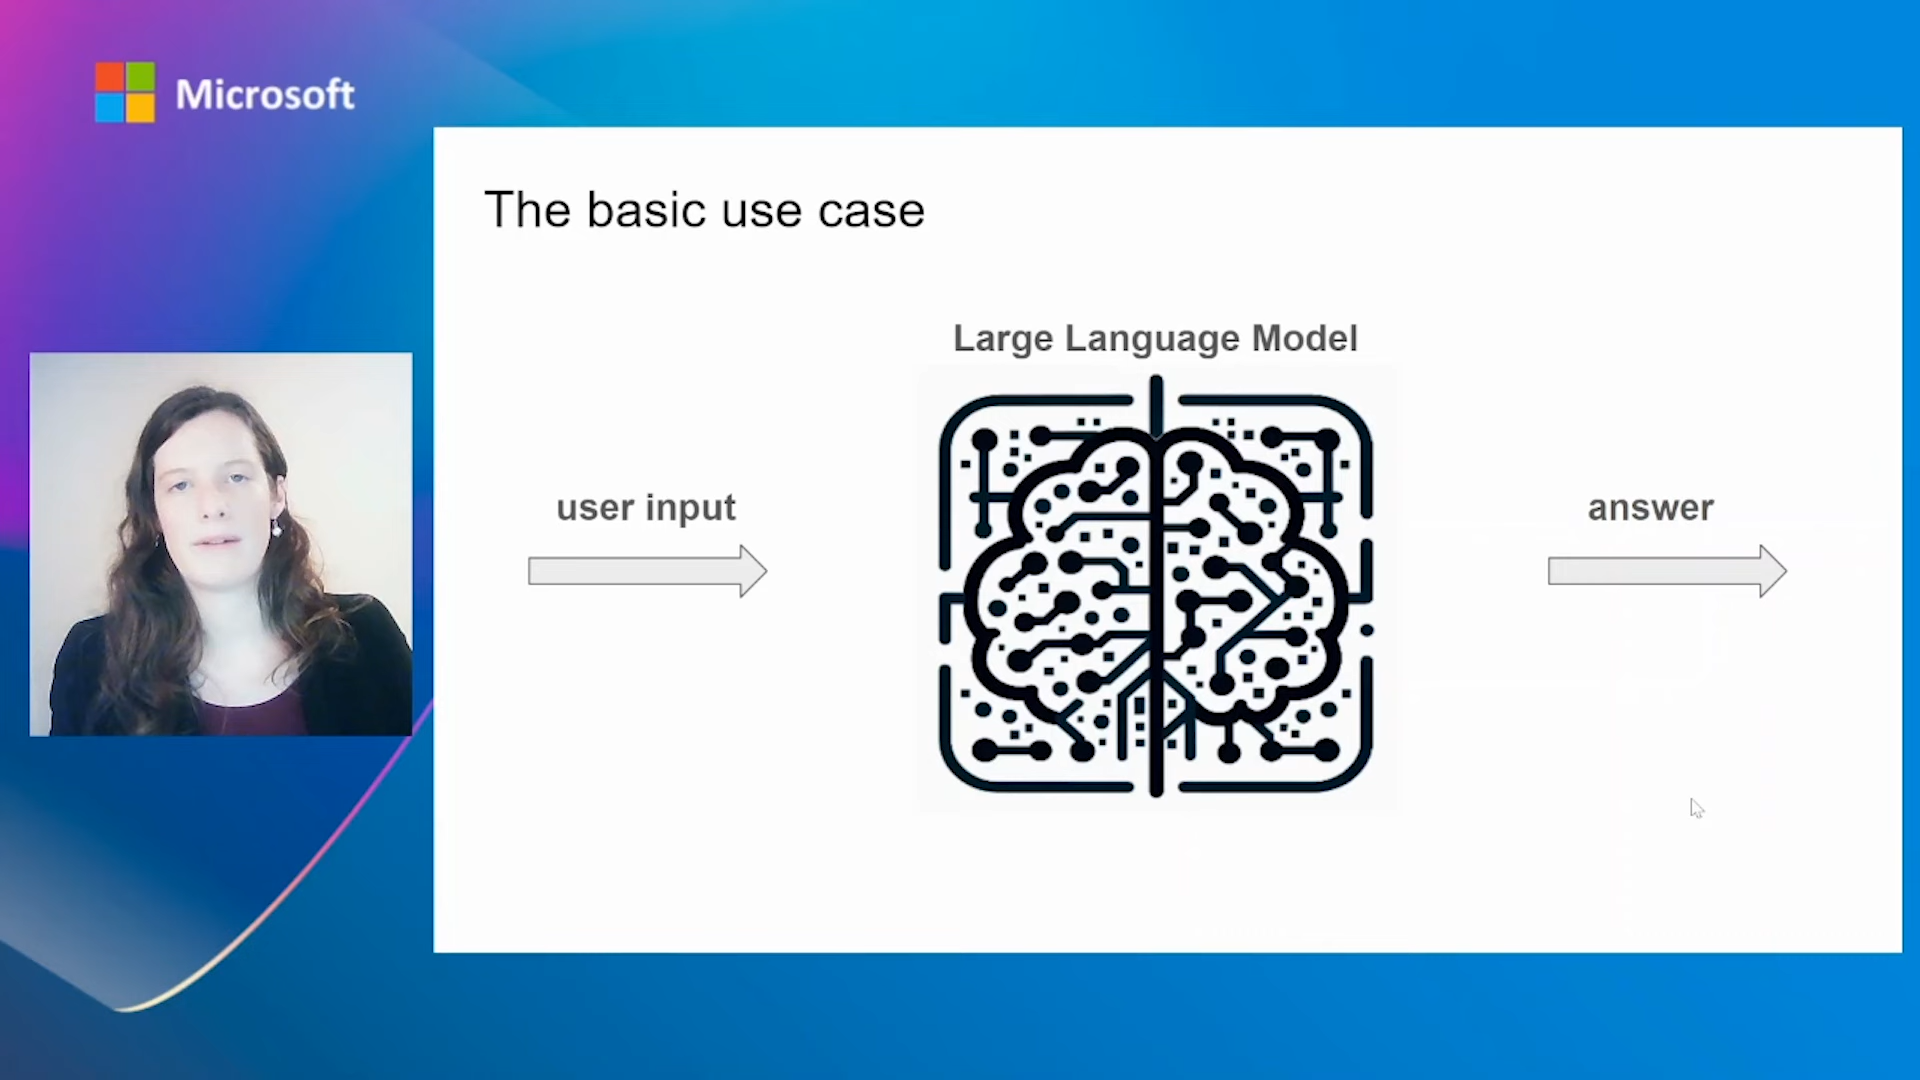 Microsoft
The basic use case
Large Language Model
user input
answer